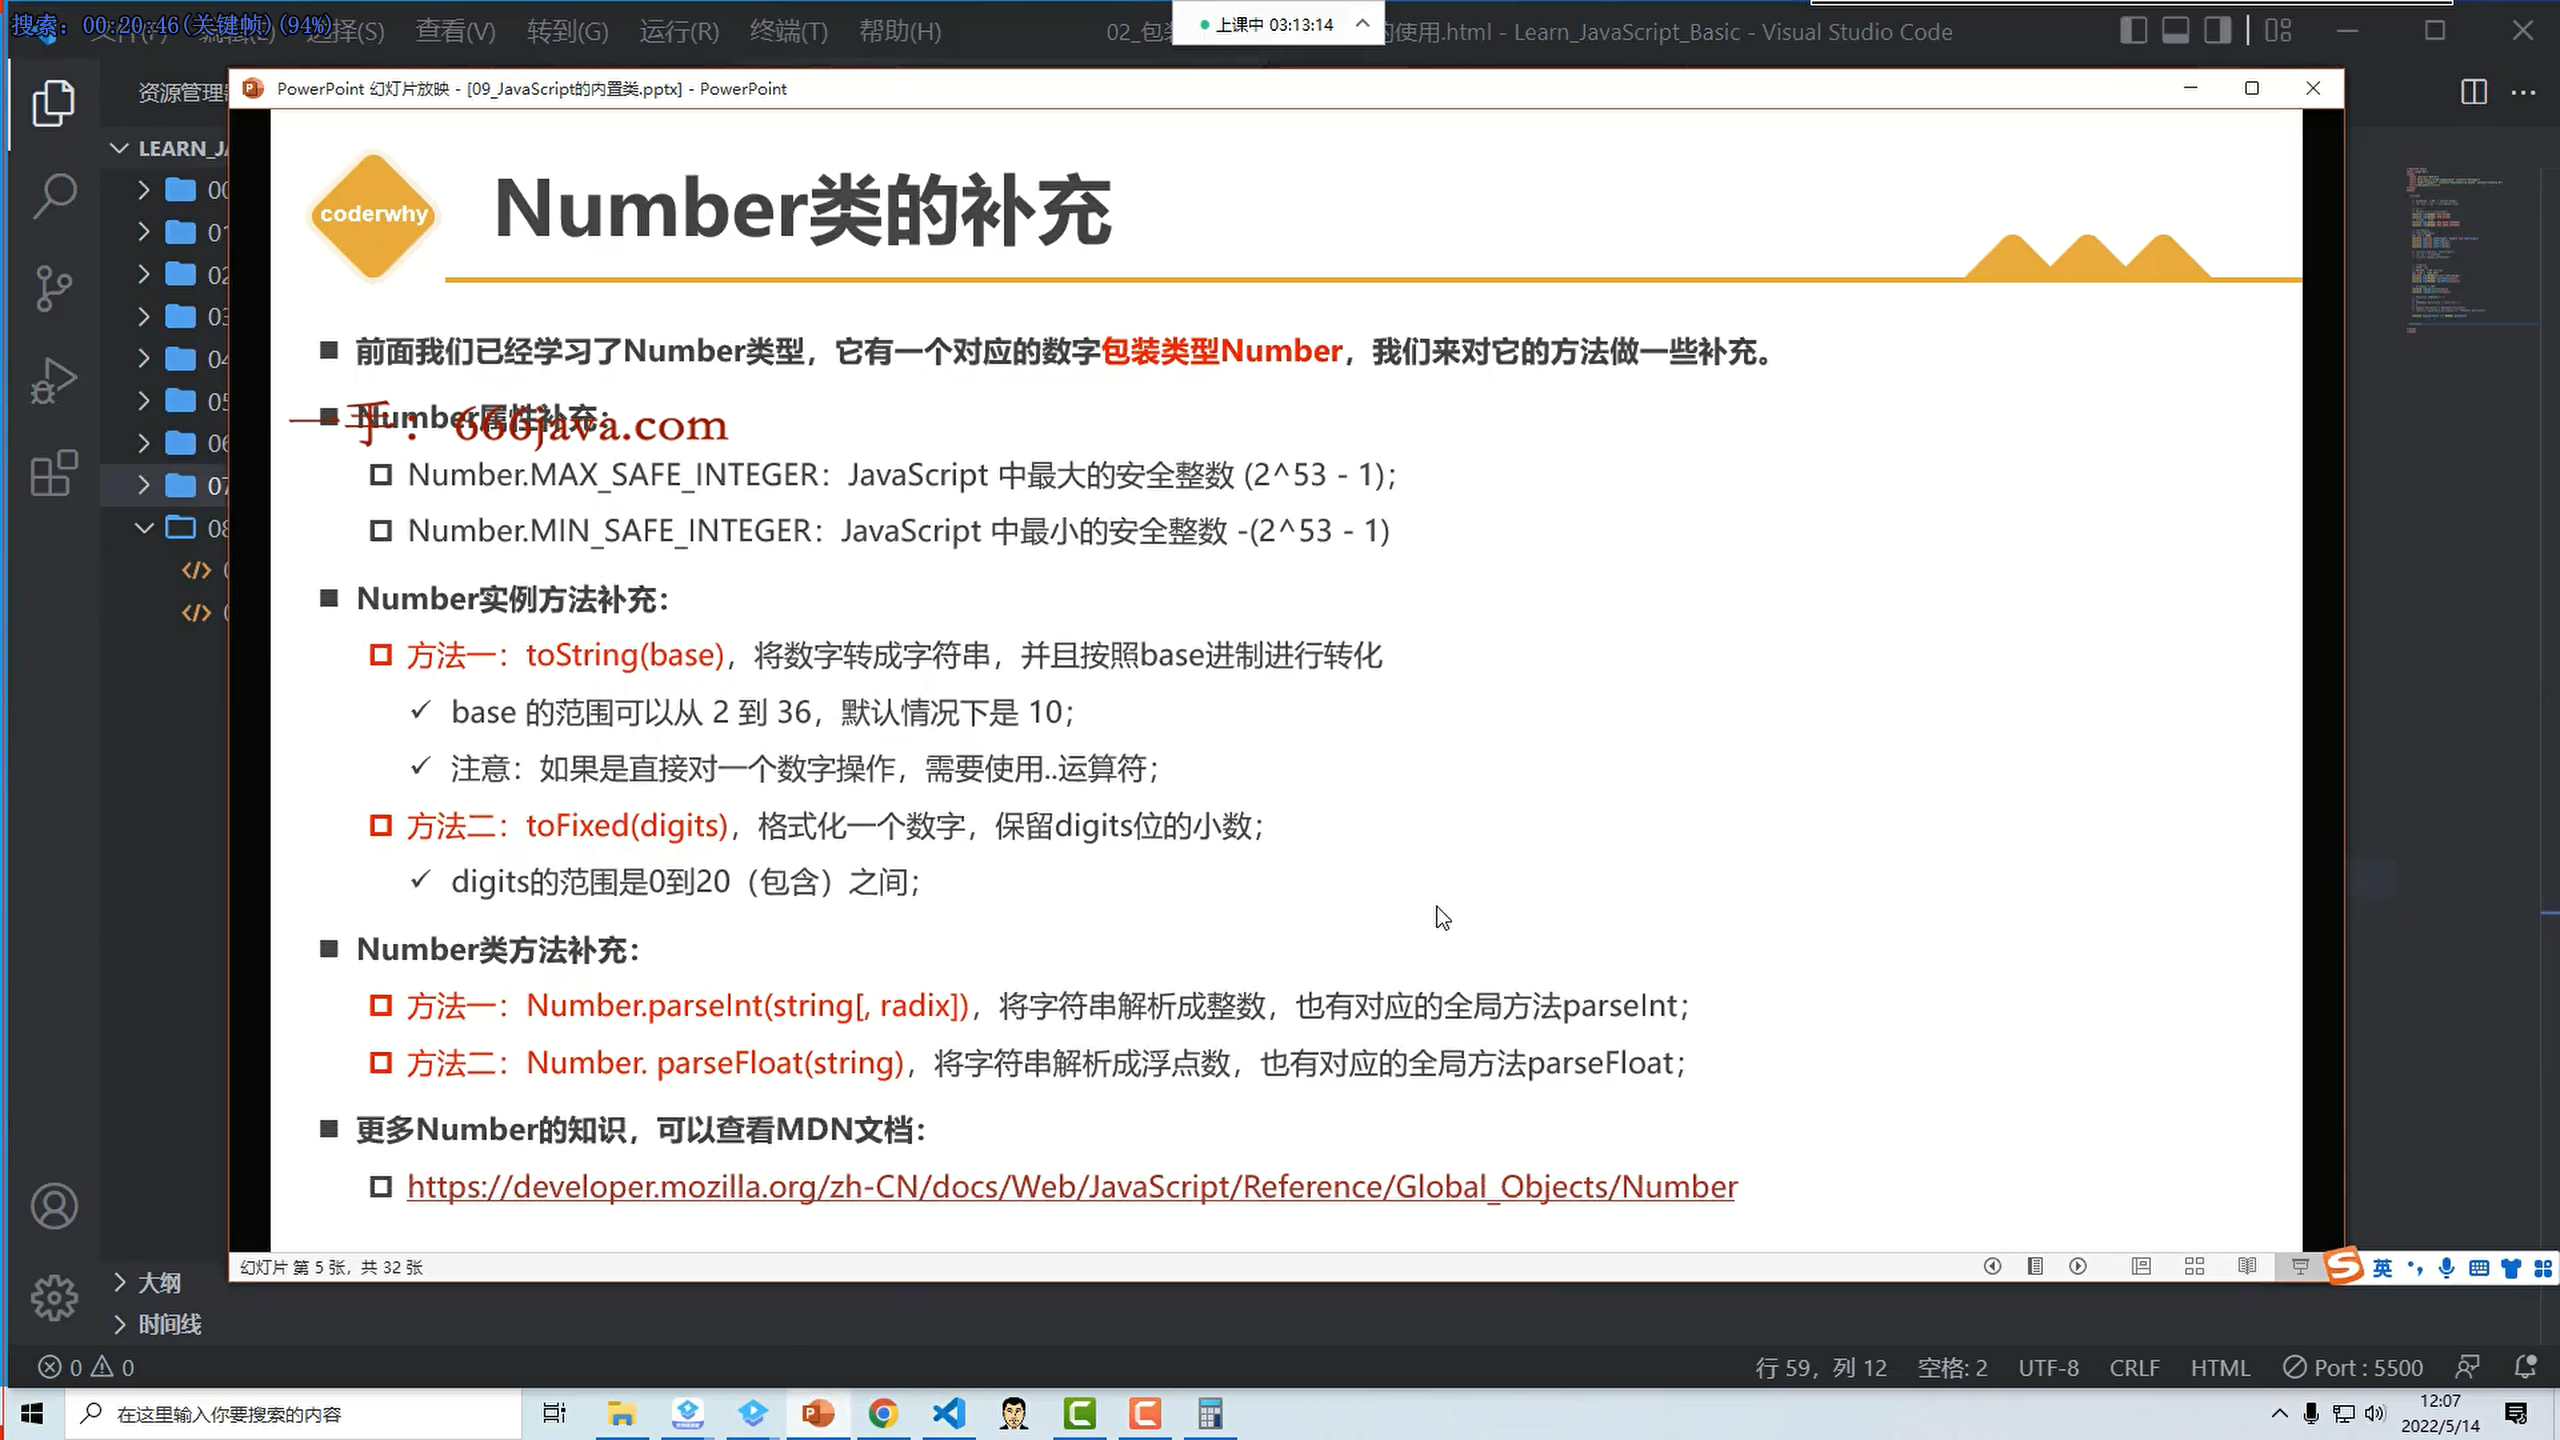 搜索: 00:20:46(关键帧)(94%)
选择(S) 查看(V) 转到(G) 运行(R) 终端(T) 帮助(H)
上课中 03:13:14
的使用.html - Learn_JavaScript_Basic - Visual Studio Code
资源管理
PowerPoint 幻灯片放映 - [09_JavaScript的内置类.pptx] - PowerPoint
LEARN_JA
00
01
02
03
04
05
06
07
08
coderwhy
Number类的补充
前面我们已经学习了Number类型，它有一个对应的数字包装类型Number，我们来对它的方法做一些补充。
Number属性补充：
一手：666java.com
Number.MAX_SAFE_INTEGER：JavaScript 中最大的安全整数 (2^53 - 1)；
Number.MIN_SAFE_INTEGER：JavaScript 中最小的安全整数 -(2^53 - 1)
Number实例方法补充：
方法一：toString(base)，将数字转成字符串，并且按照base进制进行转化
base 的范围可以从 2 到 36，默认情况下是 10；
注意：如果是直接对一个数字操作，需要使用..运算符；
方法二：toFixed(digits)，格式化一个数字，保留digits位的小数；
digits的范围是0到20（包含）之间；
Number类方法补充：
方法一：Number.parseInt(string[, radix])，将字符串解析成整数，也有对应的全局方法parseInt；
方法二：Number. parseFloat(string)，将字符串解析成浮点数，也有对应的全局方法parseFloat；
更多Number的知识，可以查看MDN文档：
https://developer.mozilla.org/zh-CN/docs/Web/JavaScript/Reference/Global_Objects/Number
幻灯片 第 5 张，共 32 张
英
大纲
时间线
0 0
行 59，列 12 空格: 2 UTF-8 CRLF HTML Port : 5500
在这里输入你要搜索的内容
12:07
2022/5/14